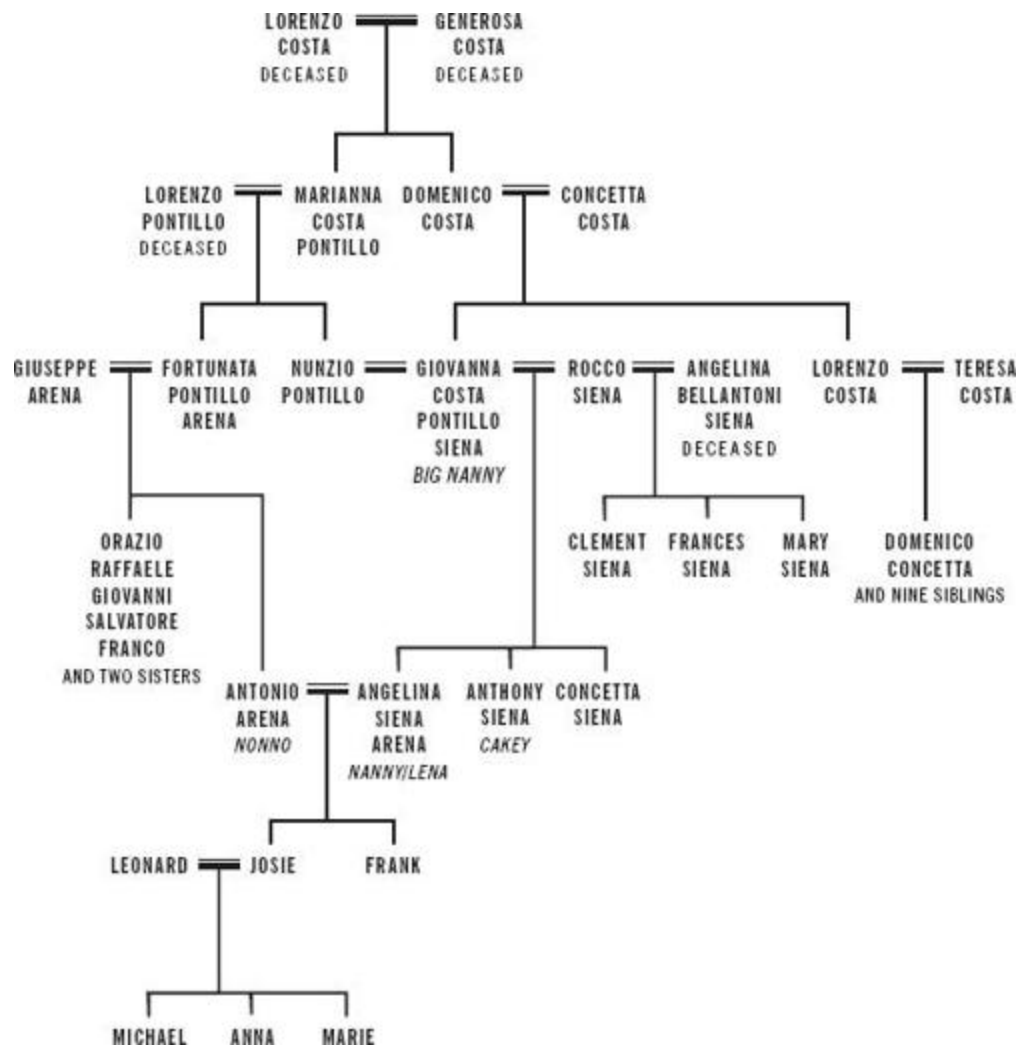 LORENZO
COSTA
DECEASED
GENEROSA
COSTA
DECEASED
LORENZO
PONTILLO
DECEASED
MARIANNA
COSTA
PONTILLO
DOMENICO
COSTA
CONCETTA
COSTA
GIUSEPPE
ARENA
FORTUNATA
PONTILLO
ARENA
NUNZIO
PONTILLO
GIOVANNA
COSTA
PONTILLO
SIENA
BIG NANNY
ROCCO
SIENA
ANGELINA
BELLANTONI
SIENA
DECEASED
LORENZO
COSTA
TERESA
COSTA
ORAZIO
RAFFAELE
GIOVANNI
SALVATORE
FRANCO
AND TWO SISTERS
CLEMENT
SIENA
FRANCES
SIENA
MARY
SIENA
DOMENICO
CONCETTA
AND NINE SIBLINGS
ANTONIO
ARENA
NONNO
ANGELINA
SIENA
ARENA
NANNY/LENA
ANTHONY
SIENA
CAKEY
CONCETTA
SIENA
LEONARD
JOSIE
FRANK
MICHAEL
ANNA
MARIE